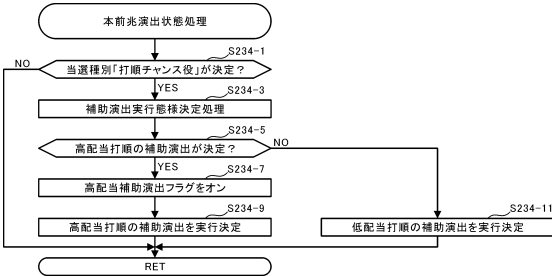 本前兆演出状態処理
S234-1
NO
当選種別「打順チャンス役」が決定？
YES
S234-3
補助演出実行態様決定処理
S234-5
高配当打順の補助演出が決定？
NO
YES
S234-7
高配当補助演出フラグをオン
S234-9
S234-11
高配当打順の補助演出を実行決定
低配当打順の補助演出を実行決定
RET